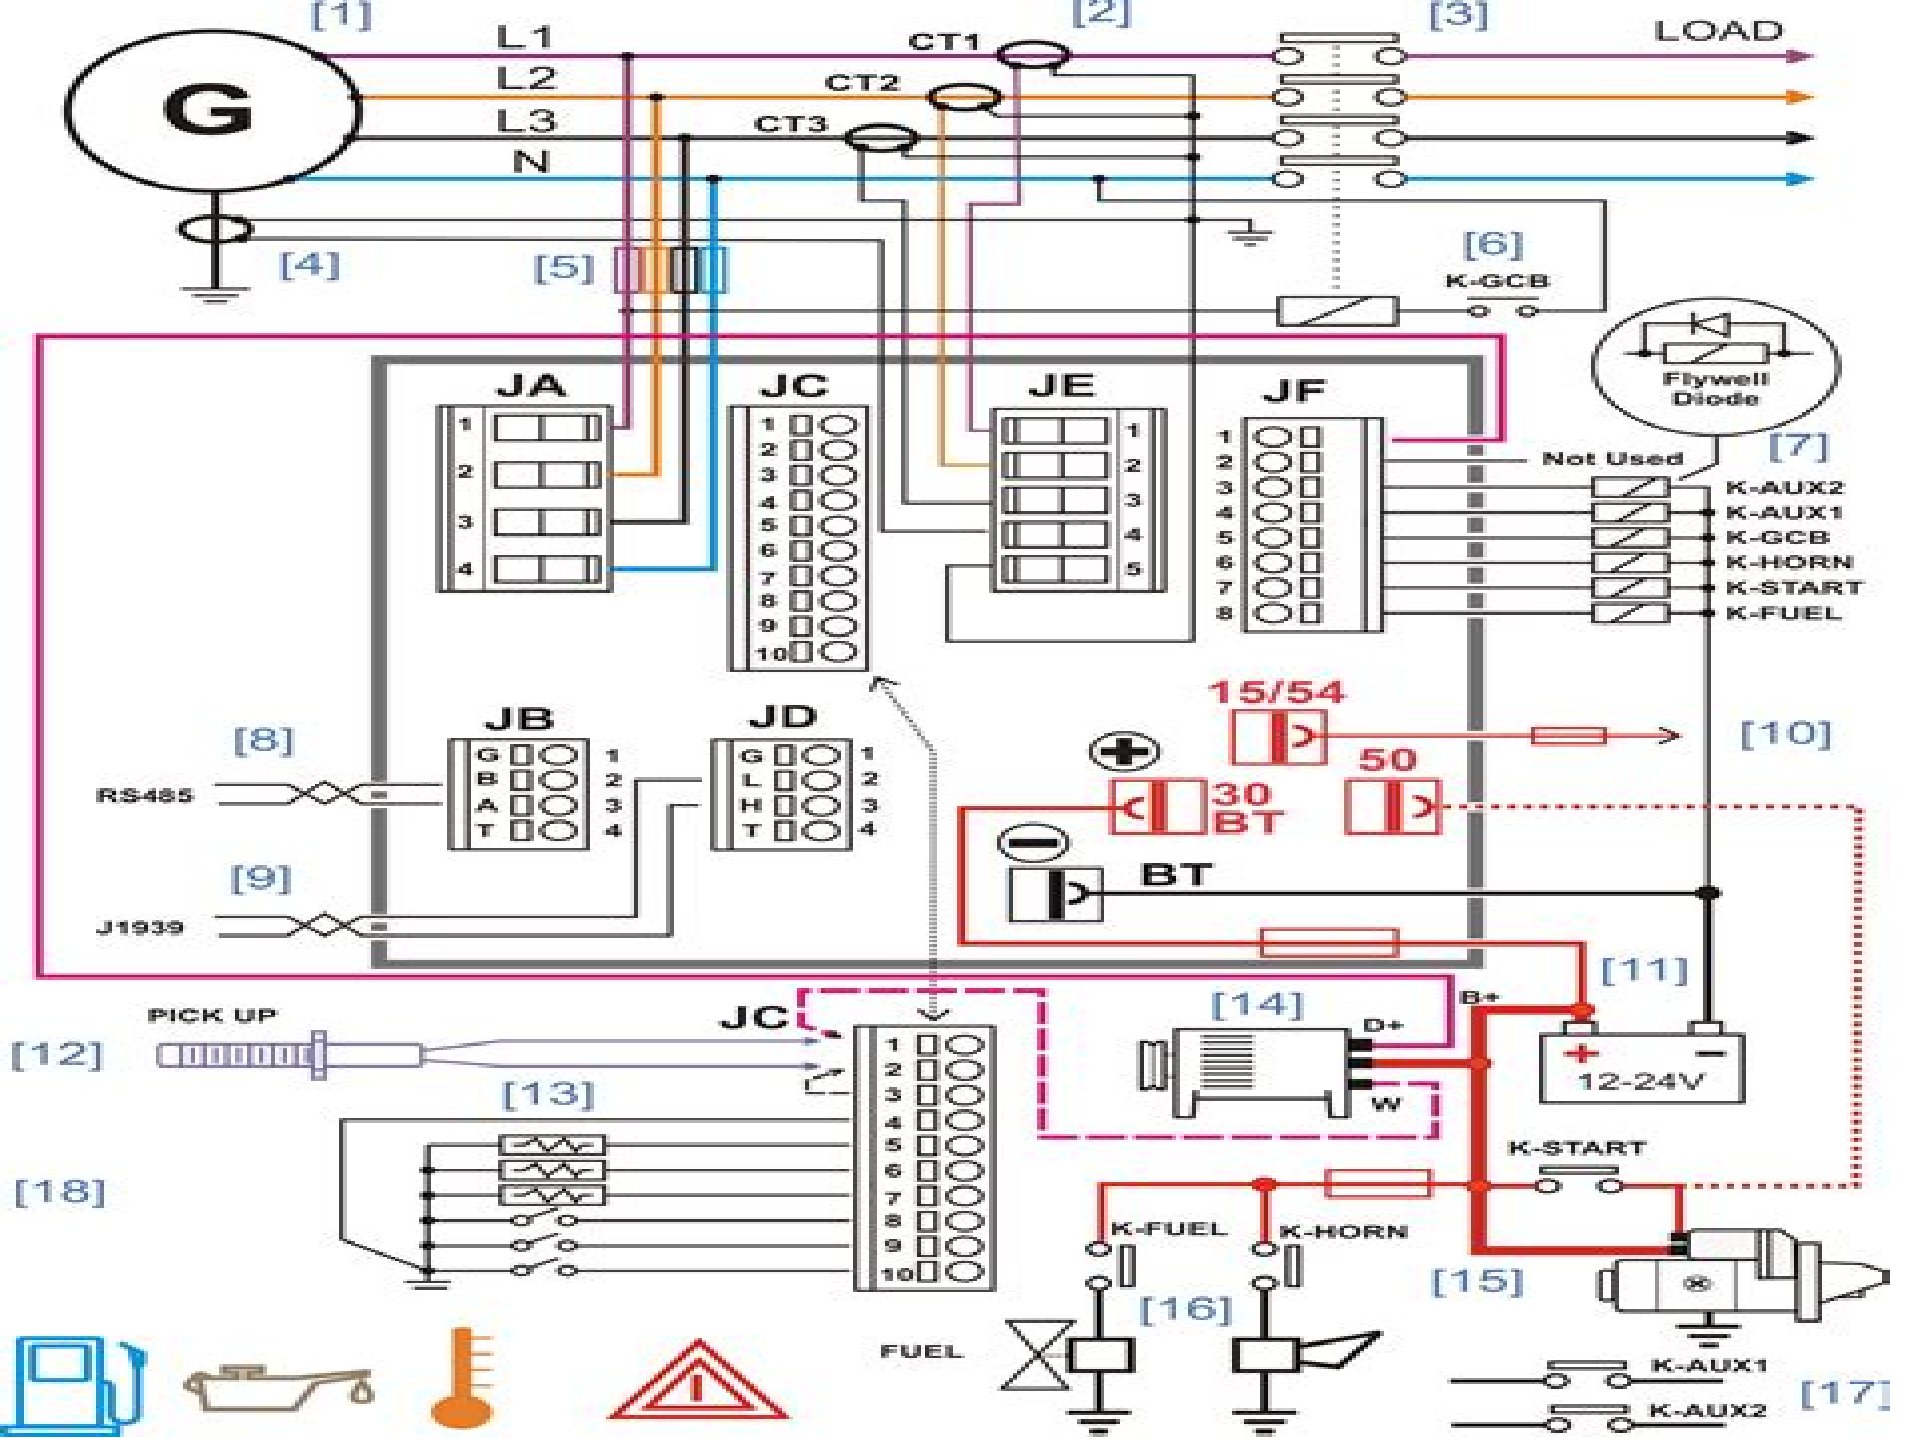 [1]
[2]
[3]
G
L1
L2
L3
N
CT1
CT2
CT3
LOAD
[4]
[5]
[6]
K-GCB
JA
1
2
3
4
JC
1
2
3
4
5
6
7
8
9
10
JE
1
2
3
4
5
JF
1
2
3
4
5
6
7
8
Flywell
Diode
[7]
Not Used
K-AUX2
K-AUX1
K-GCB
K-HORN
K-START
K-FUEL
[8]
RS485
JB
G 1
B 2
A 3
T 4
JD
G 1
L 2
H 3
T 4
15/54
[10]
50
30
BT
BT
[9]
J1939
[11]
PICK UP
[12]
[13]
JC
1
2
3
4
5
6
7
8
9
10
[14]
B+
D+
W
+ −
12-24V
K-START
[18]
K-FUEL
K-HORN
[15]
[16]
FUEL
K-AUX1
K-AUX2
[17]